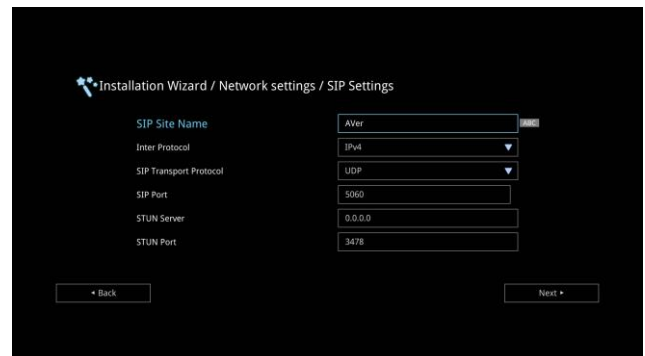 Installation Wizard / Network settings / SIP Settings
SIP Site Name AVer ABC
Inter Protocol IPv4
SIP Transport Protocol UDP
SIP Port 5060
STUN Server 0.0.0.0
STUN Port 3478
Back Next